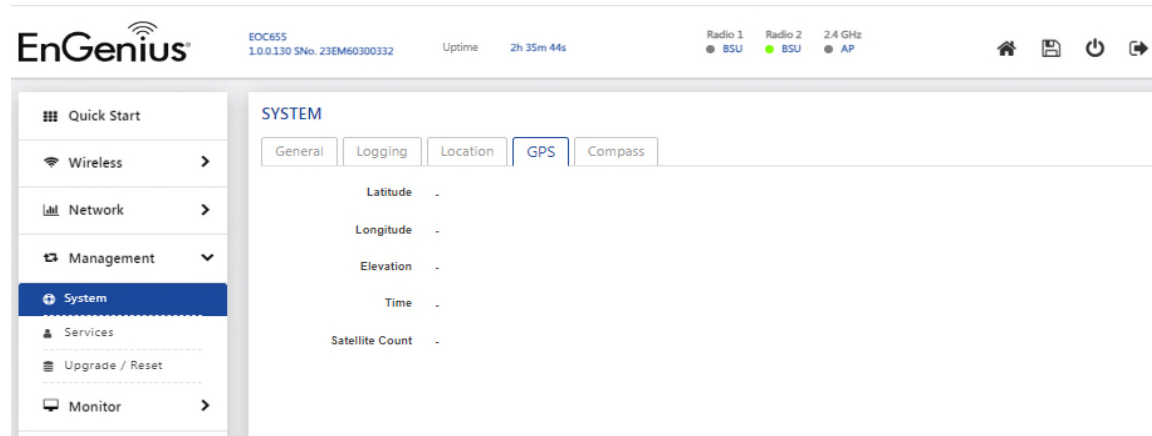 EnGenius
EOC655
1.0.0.130 SNo. 23EM60300332
Uptime 2h 35m 44s
Radio 1 Radio 2 2.4 GHz
BSU BSU AP
Quick Start
Wireless
Network
Management
System
Services
Upgrade / Reset
Monitor
SYSTEM
General Logging Location GPS Compass
Latitude -
Longitude -
Elevation -
Time -
Satellite Count -